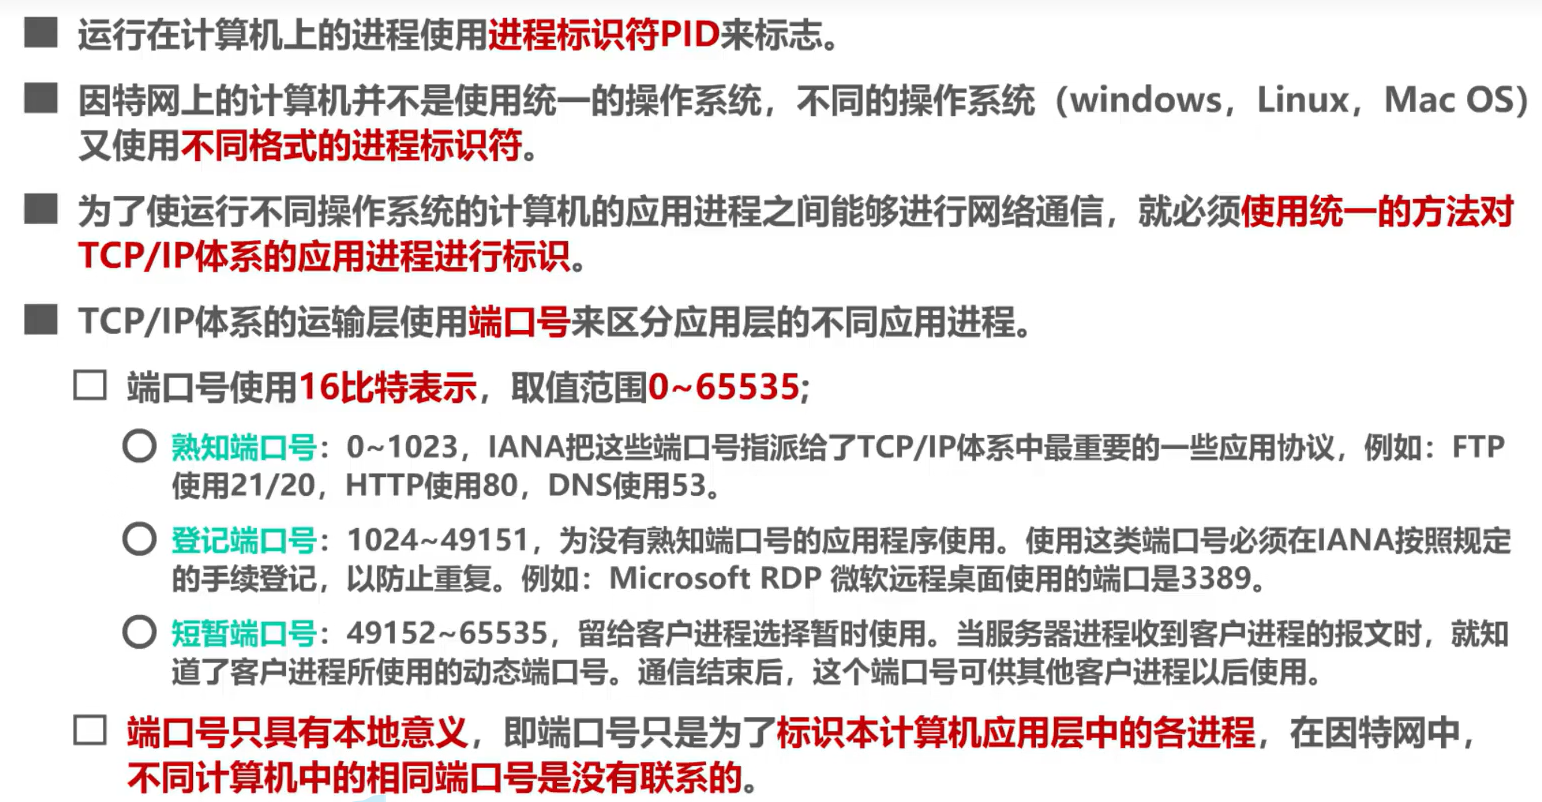 运行在计算机上的进程使用进程标识符PID来标志。
因特网上的计算机并不是使用统一的操作系统，不同的操作系统（windows，Linux，Mac OS）
又使用不同格式的进程标识符。
为了使运行不同操作系统的计算机的应用进程之间能够进行网络通信，就必须使用统一的方法对
TCP/IP体系的应用进程进行标识。
TCP/IP体系的运输层使用端口号来区分应用层的不同应用进程。
端口号使用16比特表示，取值范围0~65535;
熟知端口号：0~1023，IANA把这些端口号指派给了TCP/IP体系中最重要的一些应用协议，例如：FTP
使用21/20，HTTP使用80，DNS使用53。
登记端口号：1024~49151，为没有熟知端口号的应用程序使用。使用这类端口号必须在IANA按照规定
的手续登记，以防止重复。例如：Microsoft RDP 微软远程桌面使用的端口是3389。
短暂端口号：49152~65535，留给客户进程选择暂时使用。当服务器进程收到客户进程的报文时，就知
道了客户进程所使用的动态端口号。通信结束后，这个端口号可供其他客户进程以后使用。
端口号只具有本地意义，即端口号只是为了标识本计算机应用层中的各进程，在因特网中，
不同计算机中的相同端口号是没有联系的。